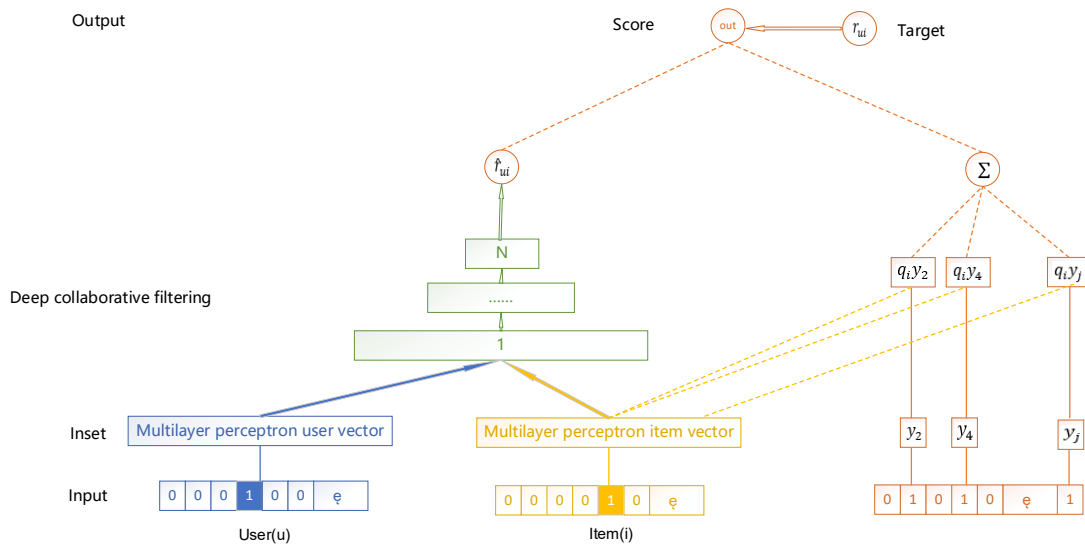 Output
Score
out
r_ui
Target
r̂_ui
Σ
N
q_i y_2
q_i y_4
q_i y_j
Deep collaborative filtering
......
1
Inset
Multilayer perceptron user vector
Multilayer perceptron item vector
y_2
y_4
y_j
Input
0 0 0 1 0 0 ę
0 0 0 0 1 0 ę
0 1 0 1 0 ę 1
User(u)
Item(i)